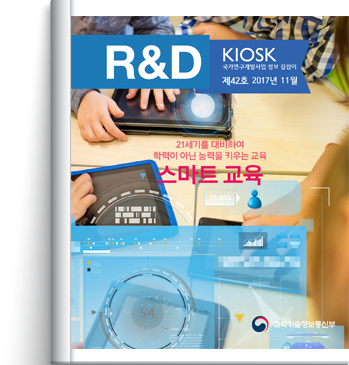 R&D
KIOSK
국가연구개발사업 정보 길잡이
제42호 2017년 11월
21세기를 대비하여
학력이 아닌 능력을 키우는 교육
스마트 교육
54
과학기술정보통신부